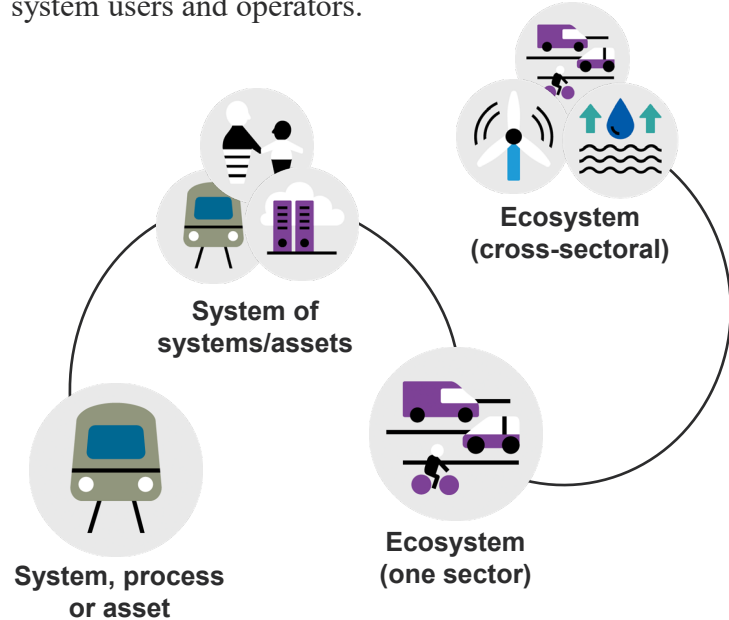 system users and operators.
Ecosystem
(cross-sectoral)
System of
systems/assets
Ecosystem
(one sector)
System, process
or asset